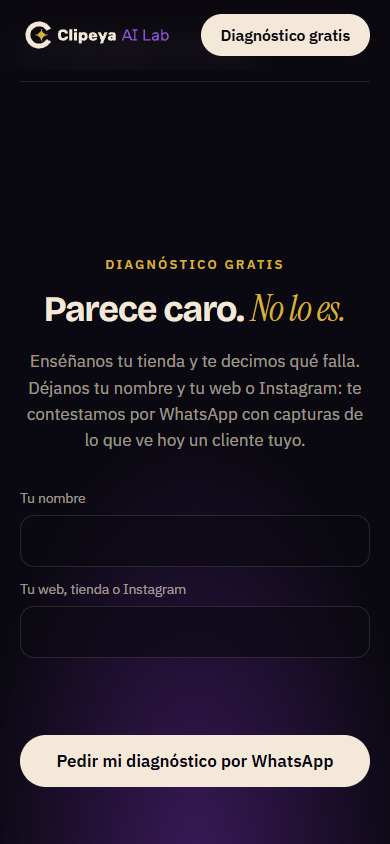 Clipeya AI Lab
Diagnóstico gratis
DIAGNÓSTICO GRATIS
Parece caro. No lo es.
Enséñanos tu tienda y te decimos qué falla.
Déjanos tu nombre y tu web o Instagram: te
contestamos por WhatsApp con capturas de
lo que ve hoy un cliente tuyo.
Tu nombre
Tu web, tienda o Instagram
Pedir mi diagnóstico por WhatsApp